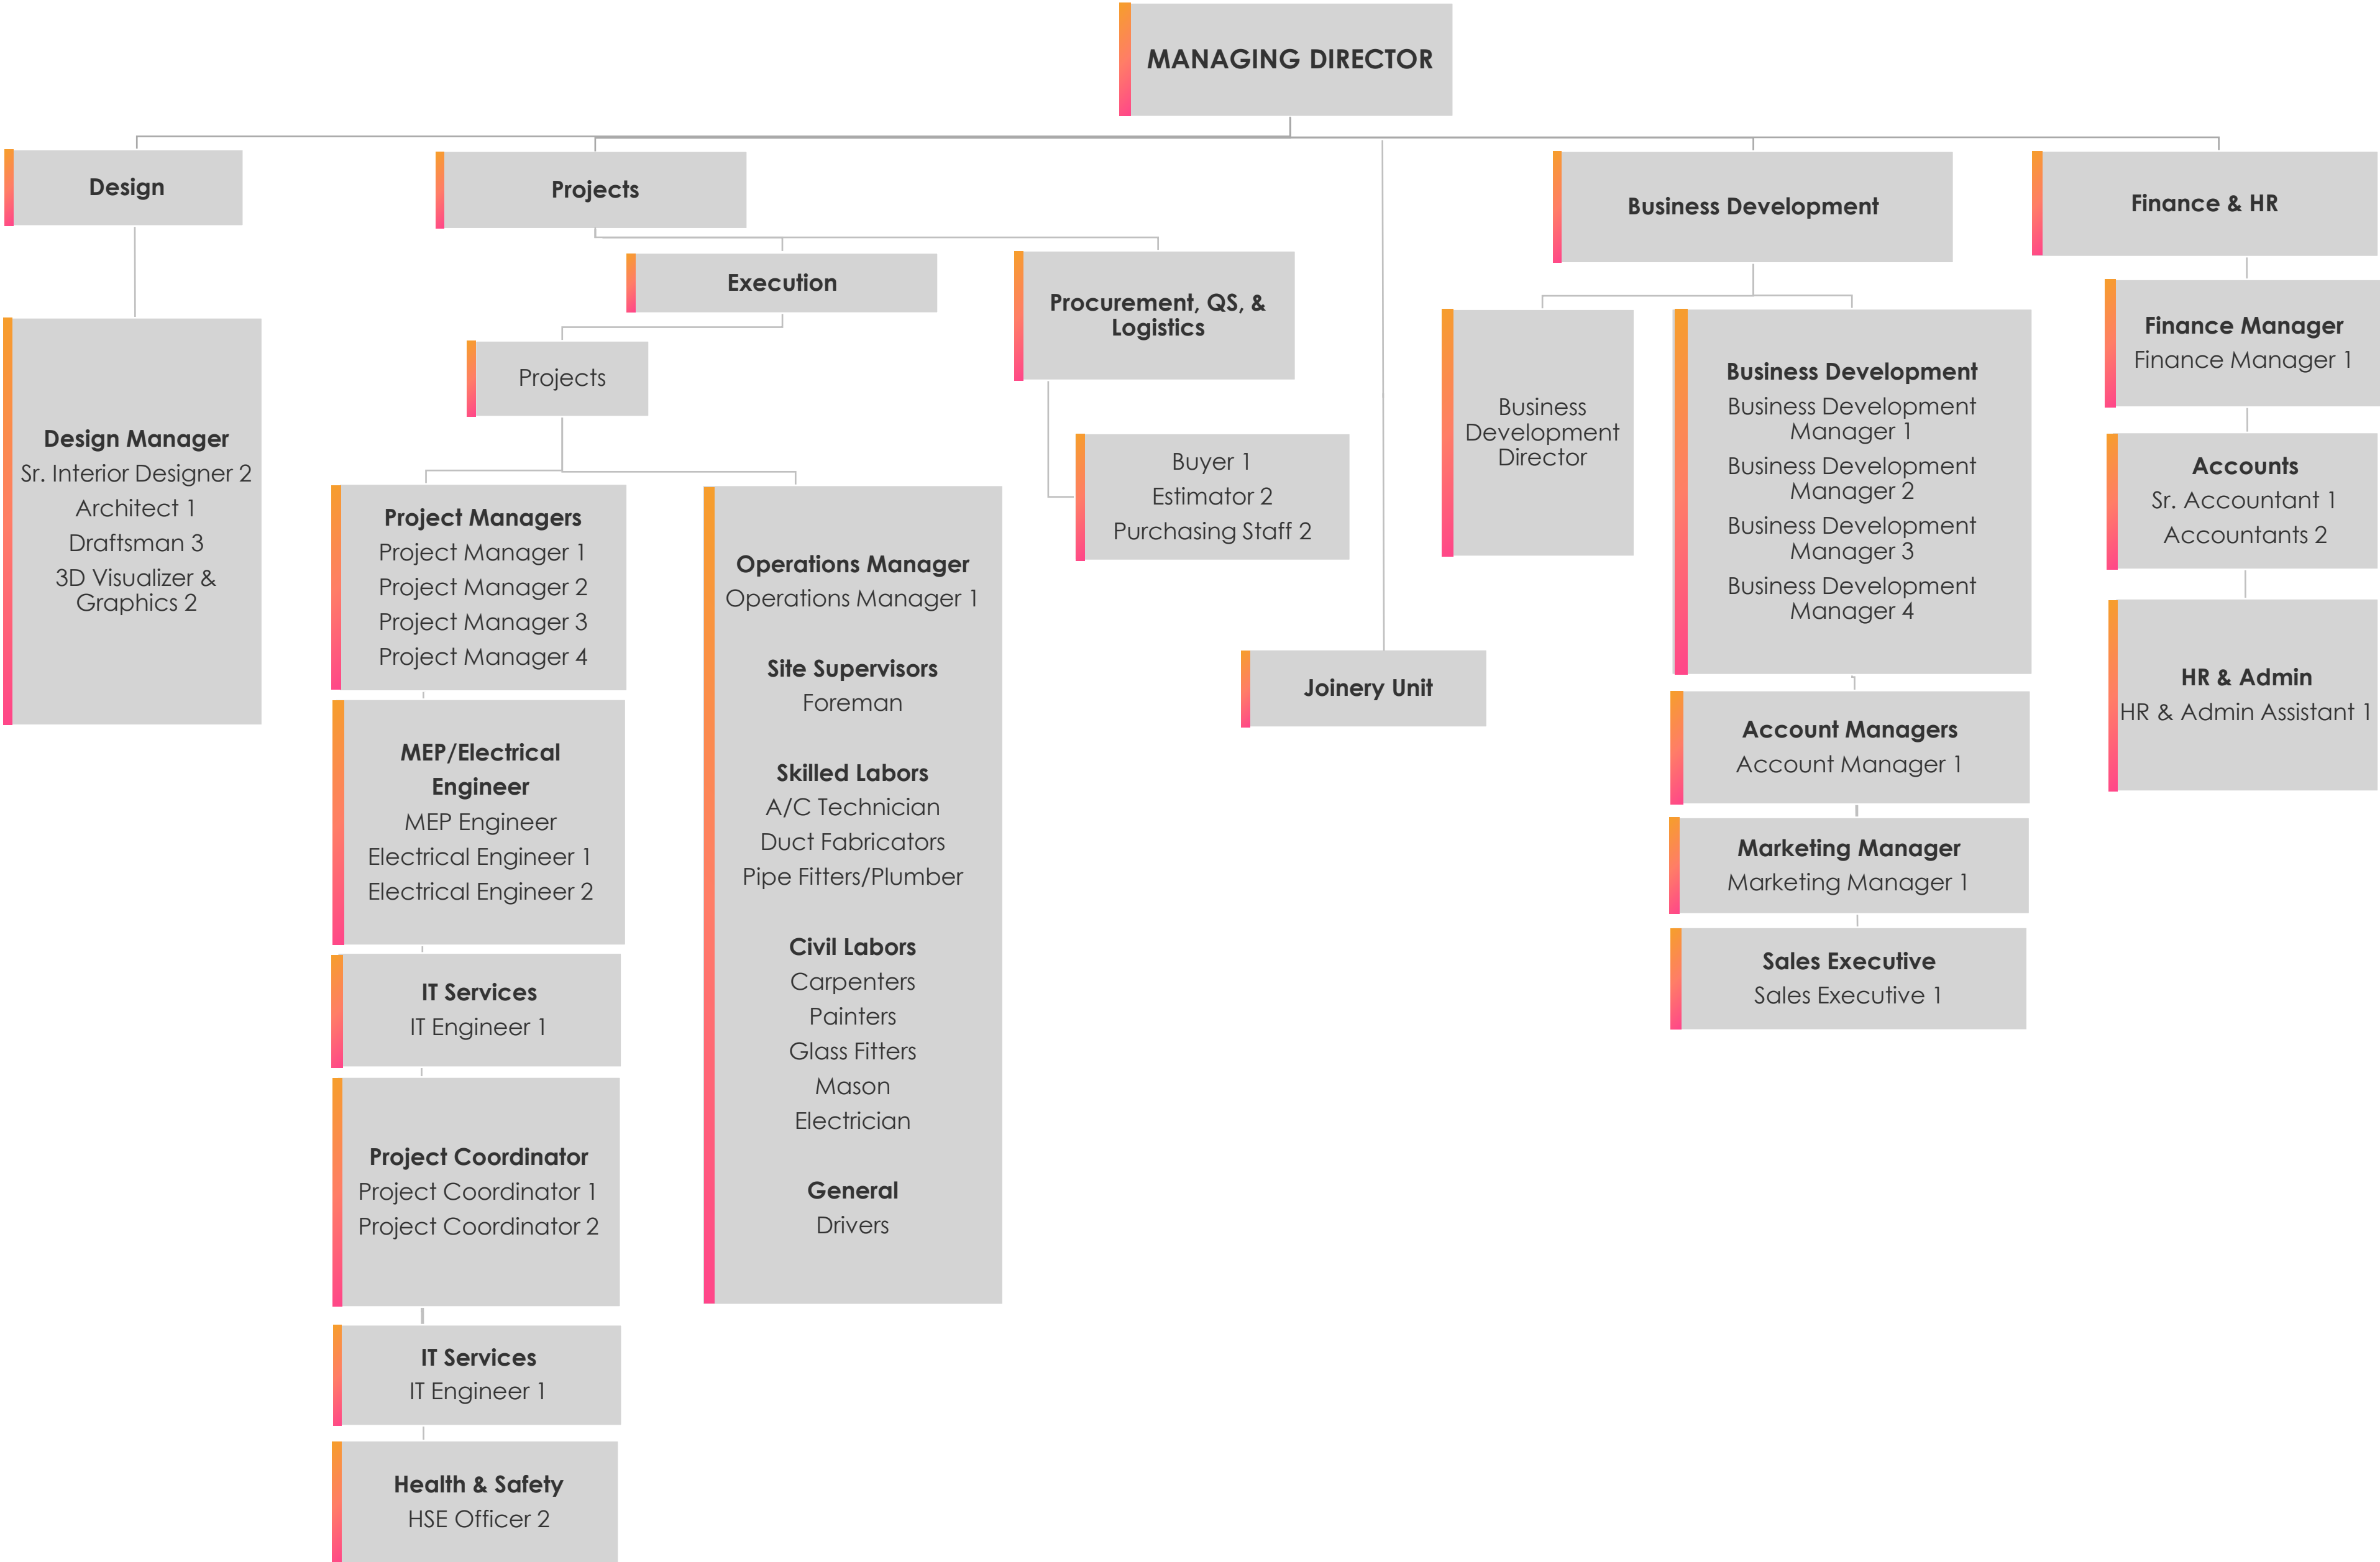 MANAGING DIRECTOR
Design
Projects
Business Development
Finance & HR
Execution
Procurement, QS, &
Logistics
Projects
Design Manager
Sr. Interior Designer 2
Architect 1
Draftsman 3
3D Visualizer &
Graphics 2
Project Managers
Project Manager 1
Project Manager 2
Project Manager 3
Project Manager 4
MEP/Electrical
Engineer
MEP Engineer
Electrical Engineer 1
Electrical Engineer 2
IT Services
IT Engineer 1
Project Coordinator
Project Coordinator 1
Project Coordinator 2
IT Services
IT Engineer 1
Health & Safety
HSE Officer 2
Operations Manager
Operations Manager 1
Site Supervisors
Foreman
Skilled Labors
A/C Technician
Duct Fabricators
Pipe Fitters/Plumber
Civil Labors
Carpenters
Painters
Glass Fitters
Mason
Electrician
General
Drivers
Buyer 1
Estimator 2
Purchasing Staff 2
Joinery Unit
Business
Development
Director
Business Development
Business Development
Manager 1
Business Development
Manager 2
Business Development
Manager 3
Business Development
Manager 4
Account Managers
Account Manager 1
Marketing Manager
Marketing Manager 1
Sales Executive
Sales Executive 1
Finance Manager
Finance Manager 1
Accounts
Sr. Accountant 1
Accountants 2
HR & Admin
HR & Admin Assistant 1